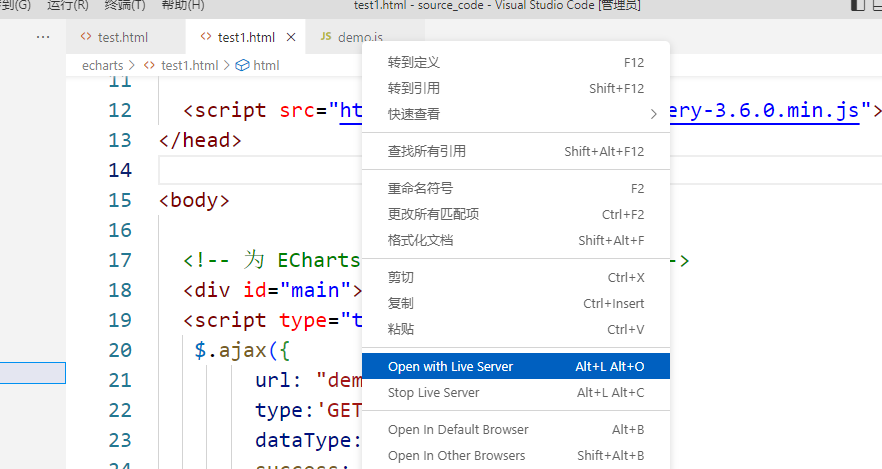 (G) 运行(R) 终端(T) 帮助(H) test1.html - source_code - Visual Studio Code [管理员]
··· <> test.html <> test1.html × JS demo.js
echarts > <> test1.html > html
11
12 <script src="ht ery-3.6.0.min.js">
13 </head>
14
15 <body>
16
17 <!-- 为 ECharts -->
18 <div id="main">
19 <script type="t
20 $.ajax({
21 url: "dem
22 type:'GET
23 dataType:
24 success:
转到定义 F12
转到引用 Shift+F12
快速查看 >
查找所有引用 Shift+Alt+F12
重命名符号 F2
更改所有匹配项 Ctrl+F2
格式化文档 Shift+Alt+F
剪切 Ctrl+X
复制 Ctrl+Insert
粘贴 Ctrl+V
Open with Live Server Alt+L Alt+O
Stop Live Server Alt+L Alt+C
Open In Default Browser Alt+B
Open In Other Browsers Shift+Alt+B